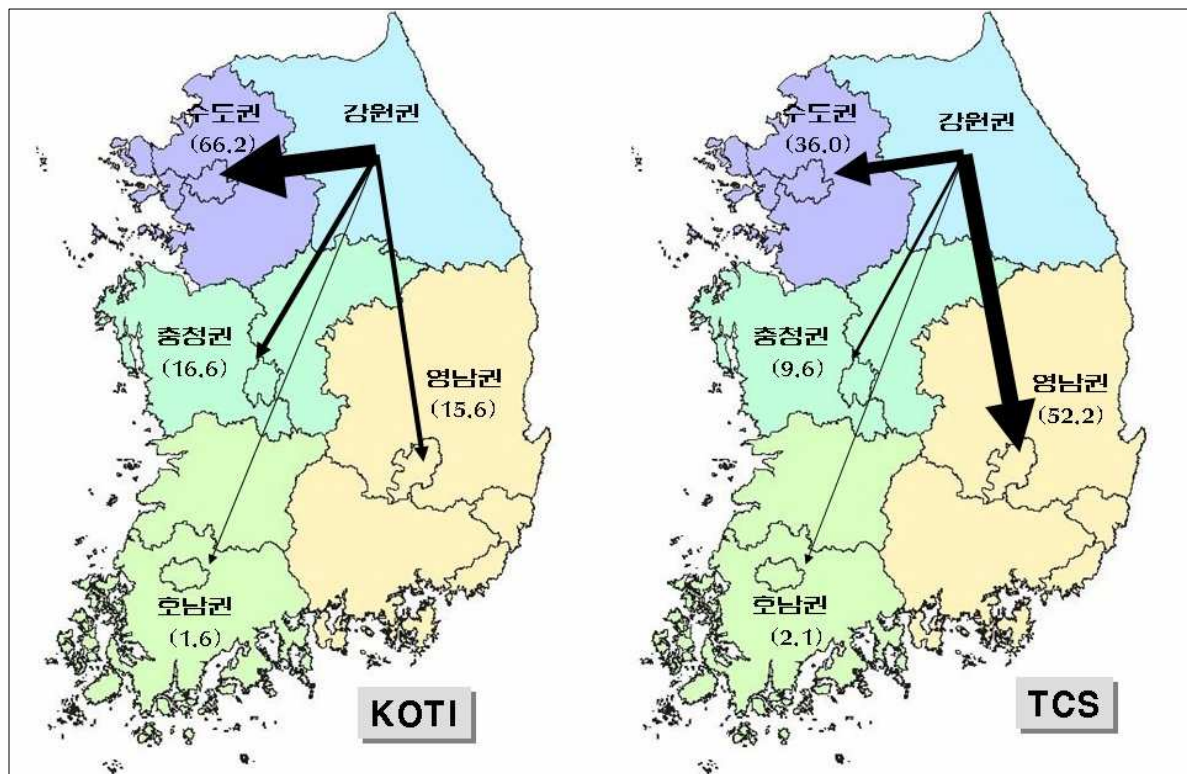 수도권
(66.2)
강원권
충청권
(16.6)
영남권
(15.6)
호남권
(1.6)
KOTI
수도권
(36.0)
강원권
충청권
(9.6)
영남권
(52.2)
호남권
(2.1)
TCS